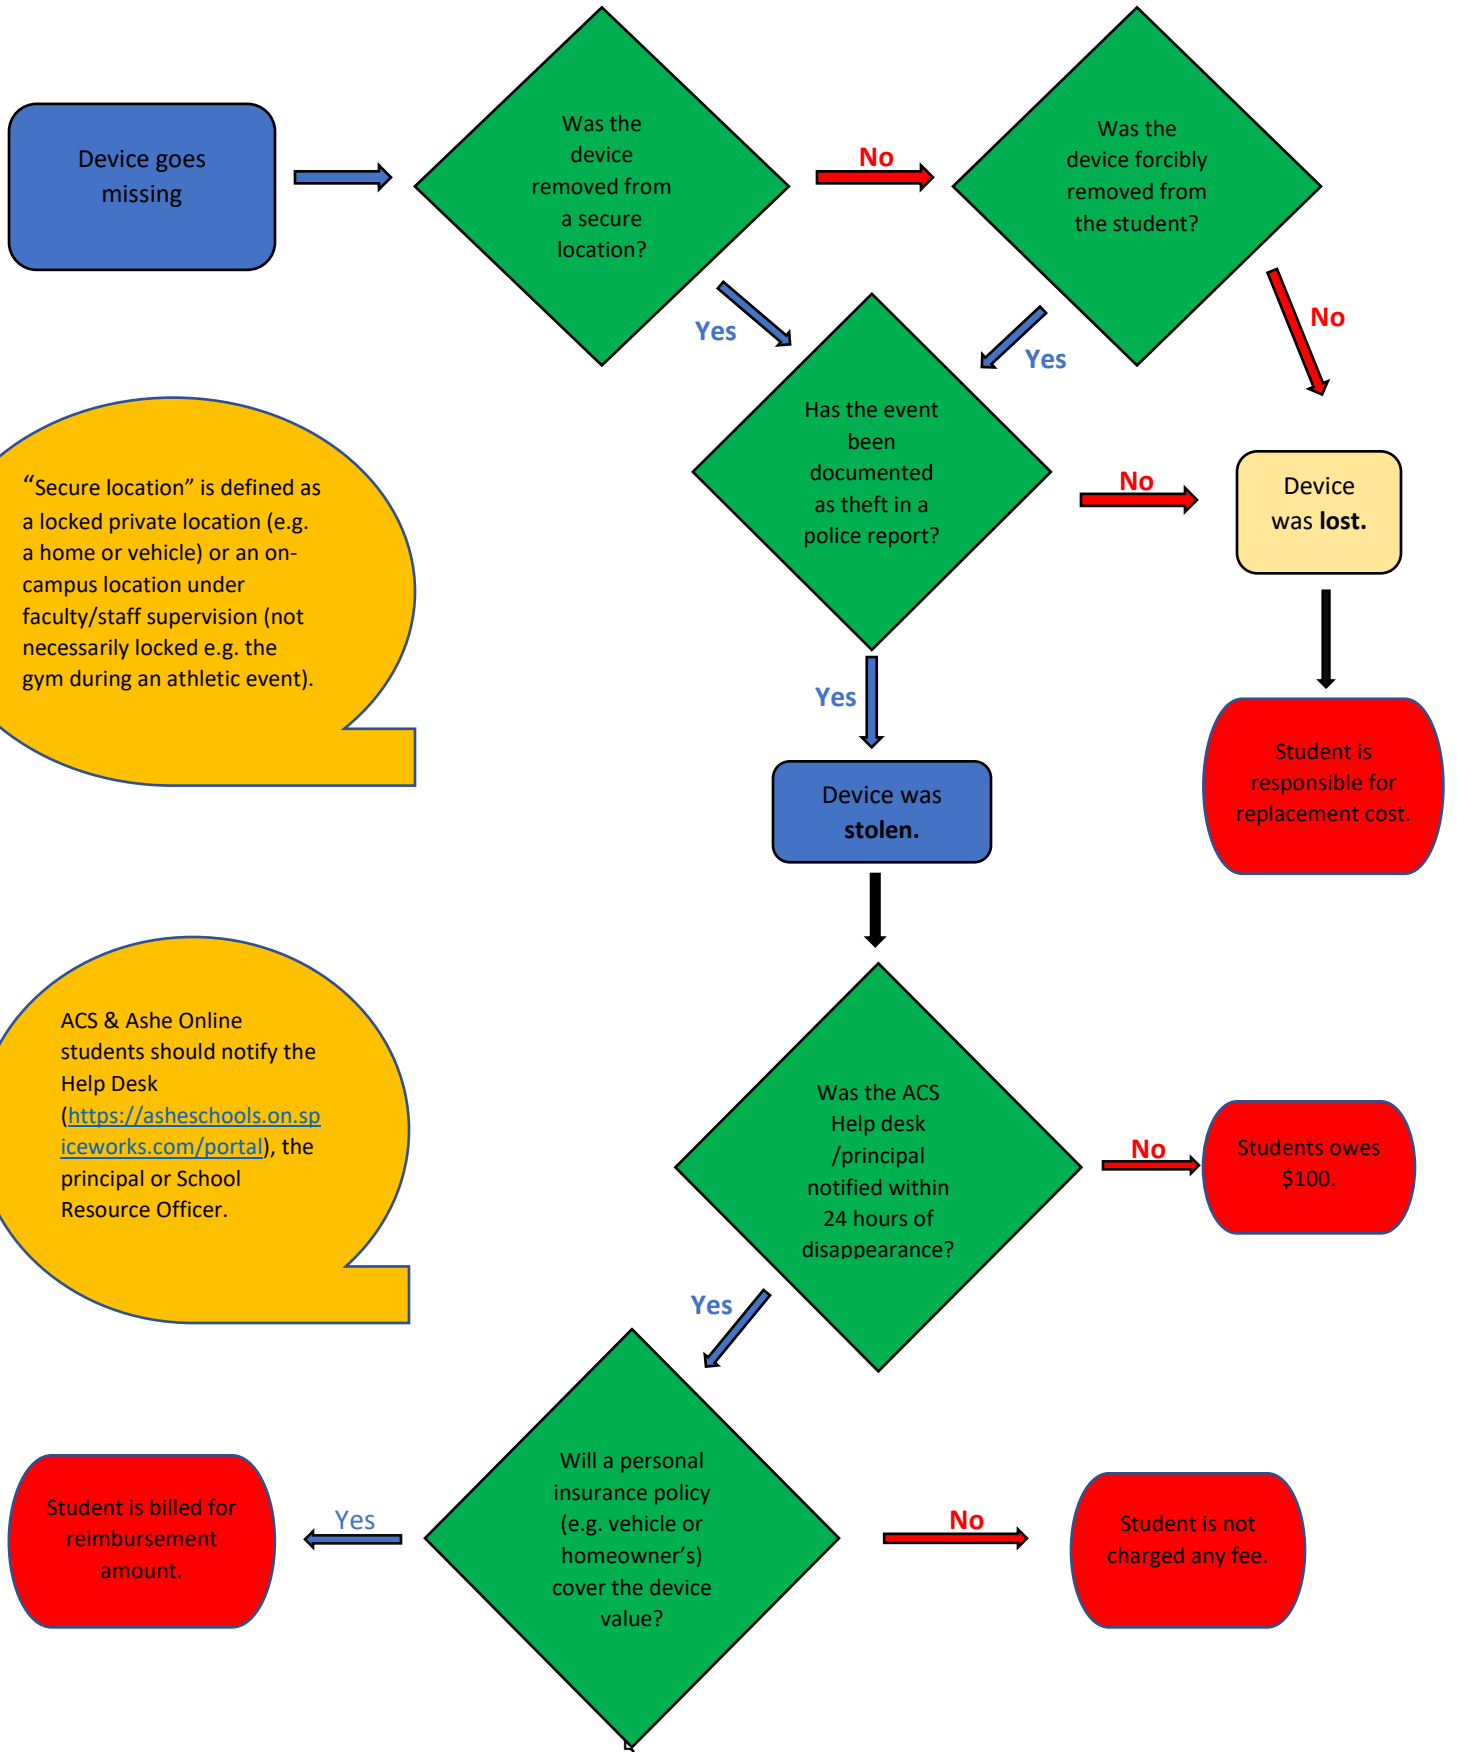 Device goes
missing
Was the
device
removed from
a secure
location?
No
Was the
device forcibly
removed from
the student?
Yes
Yes
No
Has the event
been
documented
as theft in a
police report?
No
Device
was lost.
“Secure location” is defined as
a locked private location (e.g.
a home or vehicle) or an on-
campus location under
faculty/staff supervision (not
necessarily locked e.g. the
gym during an athletic event).
Yes
Student is
responsible for
replacement cost.
Device was
stolen.
ACS & Ashe Online
students should notify the
Help Desk
(https://asheschools.on.sp
iceworks.com/portal), the
principal or School
Resource Officer.
Was the ACS
Help desk
/principal
notified within
24 hours of
disappearance?
No
Students owes
$100.
Yes
Will a personal
insurance policy
(e.g. vehicle or
homeowner’s)
cover the device
value?
Yes
Student is billed for
reimbursement
amount.
No
Student is not
charged any fee.